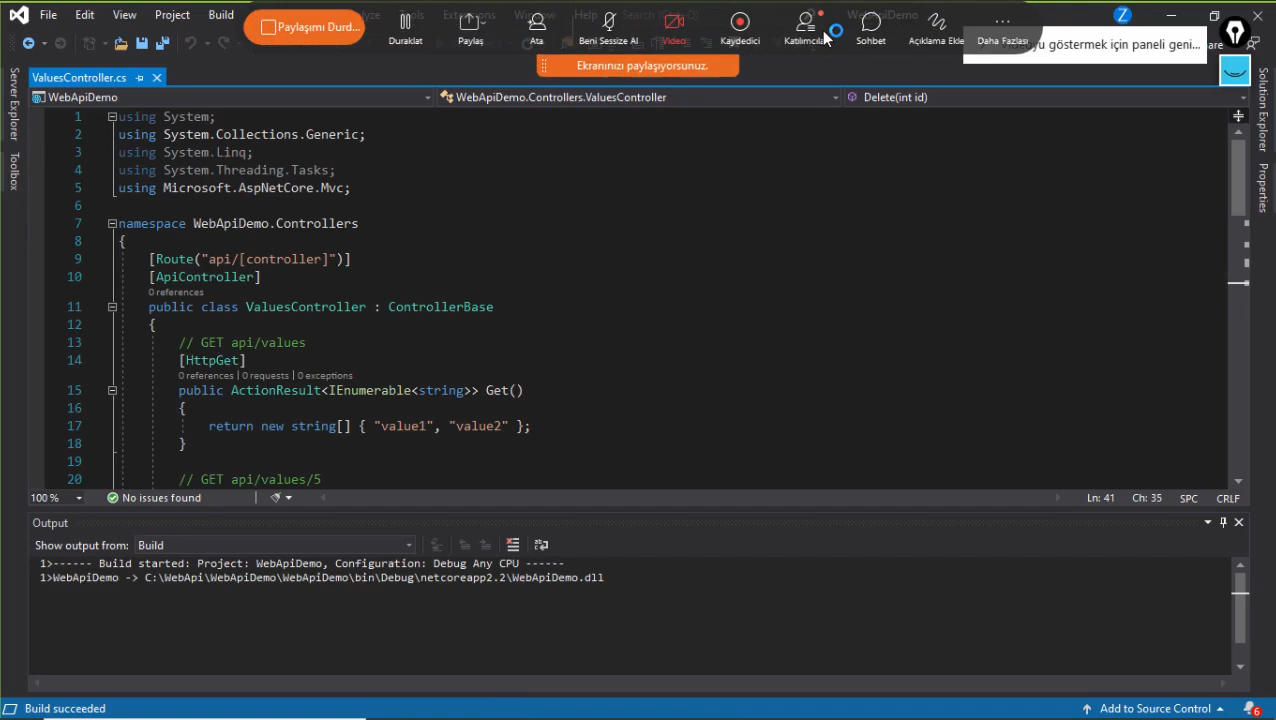 File Edit View Project Build
Paylaşımı Durd...
Duraklat
Paylaş
Ata
Beni Sessize Al
Video
Kaydedici
Katılımcıla
Sohbet
Açıklama Ekle
Daha Fazlası
göstermek için paneli geni...
Ekranınızı paylaşıyorsunuz.
Z
ValuesController.cs
WebApiDemo
WebApiDemo.Controllers.ValuesController
Delete(int id)
Server Explorer
Toolbox
Solution Explorer
Properties
1 using System;
2 using System.Collections.Generic;
3 using System.Linq;
4 using System.Threading.Tasks;
5 using Microsoft.AspNetCore.Mvc;
6
7 namespace WebApiDemo.Controllers
8 {
9 [Route("api/[controller]")]
10 [ApiController]
0 references
11 public class ValuesController : ControllerBase
12 {
13 // GET api/values
14 [HttpGet]
0 references | 0 requests | 0 exceptions
15 public ActionResult<IEnumerable<string>> Get()
16 {
17 return new string[] { "value1", "value2" };
18 }
19
20 // GET api/values/5
100 % No issues found Ln: 41 Ch: 35 SPC CRLF
Output
Show output from: Build
1>------ Build started: Project: WebApiDemo, Configuration: Debug Any CPU ------
1>WebApiDemo -> C:\WebApi\WebApiDemo\WebApiDemo\bin\Debug\netcoreapp2.2\WebApiDemo.dll
Build succeeded
Add to Source Control
6